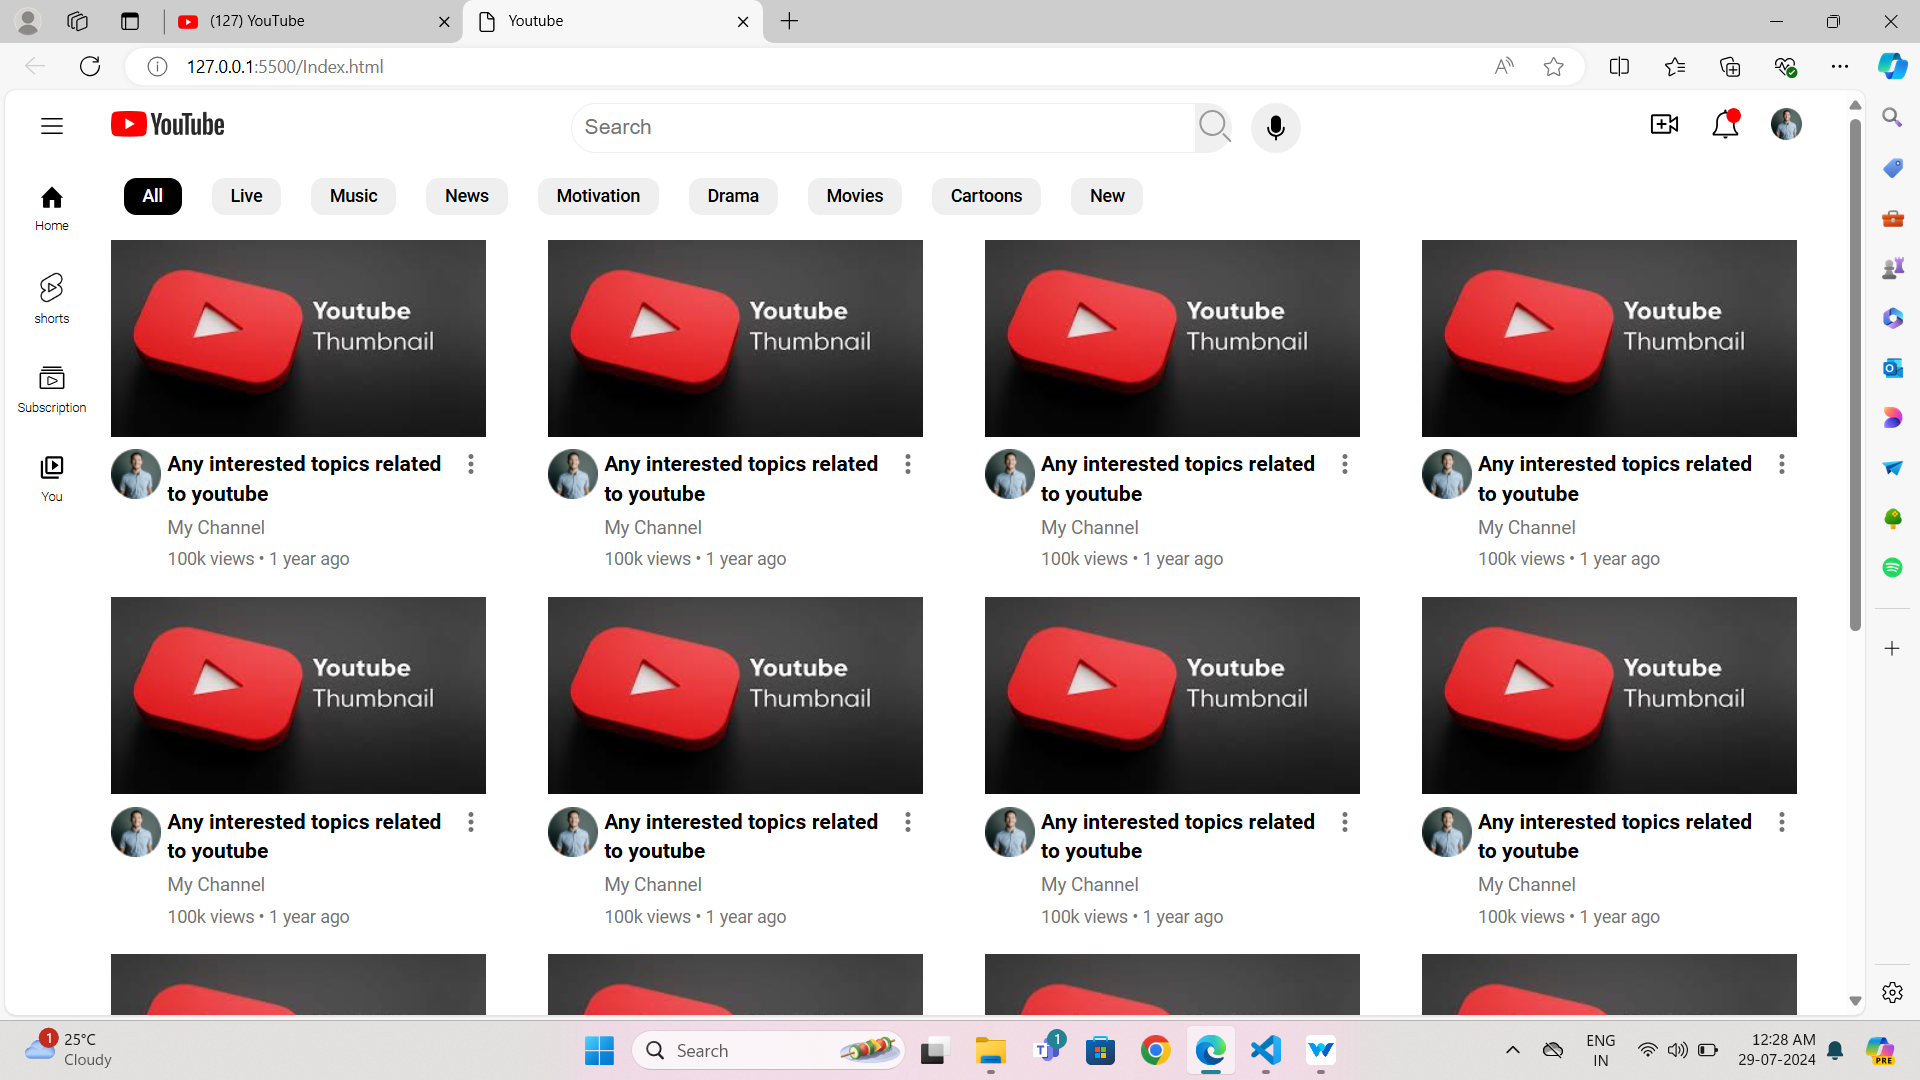 (127) YouTube
Youtube
127.0.0.1:5500/Index.html
YouTube
Search
All Live Music News Motivation Drama Movies Cartoons New
Home
shorts
Subscription
You
Youtube Youtube Youtube Youtube
Thumbnail Thumbnail Thumbnail Thumbnail
Any interested topics related Any interested topics related Any interested topics related Any interested topics related
to youtube to youtube to youtube to youtube
My Channel My Channel My Channel My Channel
100k views • 1 year ago 100k views • 1 year ago 100k views • 1 year ago 100k views • 1 year ago
Youtube Youtube Youtube Youtube
Thumbnail Thumbnail Thumbnail Thumbnail
Any interested topics related Any interested topics related Any interested topics related Any interested topics related
to youtube to youtube to youtube to youtube
My Channel My Channel My Channel My Channel
100k views • 1 year ago 100k views • 1 year ago 100k views • 1 year ago 100k views • 1 year ago
1
25°C
Cloudy
Search
1
ENG
IN
12:28 AM
29-07-2024
PRE